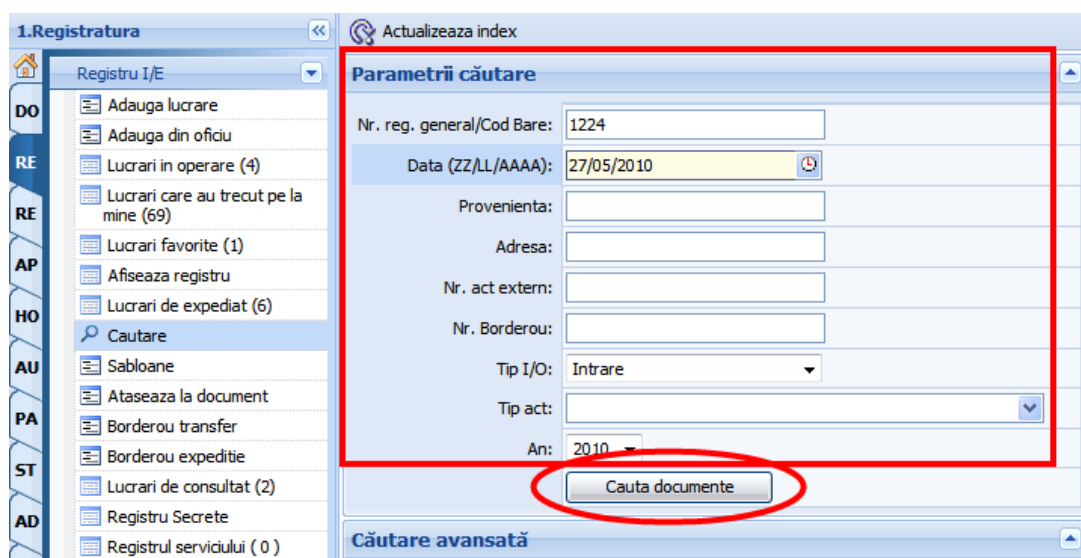 1.Registratura
Registru I/E
DO
RE
RE
AP
HO
AU
PA
ST
AD
Adauga lucrare
Adauga din oficiu
Lucrari in operare (4)
Lucrari care au trecut pe la
mine (69)
Lucrari favorite (1)
Afiseaza registru
Lucrari de expediat (6)
Cautare
Sabloane
Ataseaza la document
Borderou transfer
Borderou expeditie
Lucrari de consultat (2)
Registru Secrete
Registrul serviciului ( 0 )
Actualizeaza index
Parametrii căutare
Nr. reg. general/Cod Bare: 1224
Data (ZZ/LL/AAAA): 27/05/2010
Provenienta:
Adresa:
Nr. act extern:
Nr. Borderou:
Tip I/O: Intrare
Tip act:
An: 2010
Cauta documente
Căutare avansată